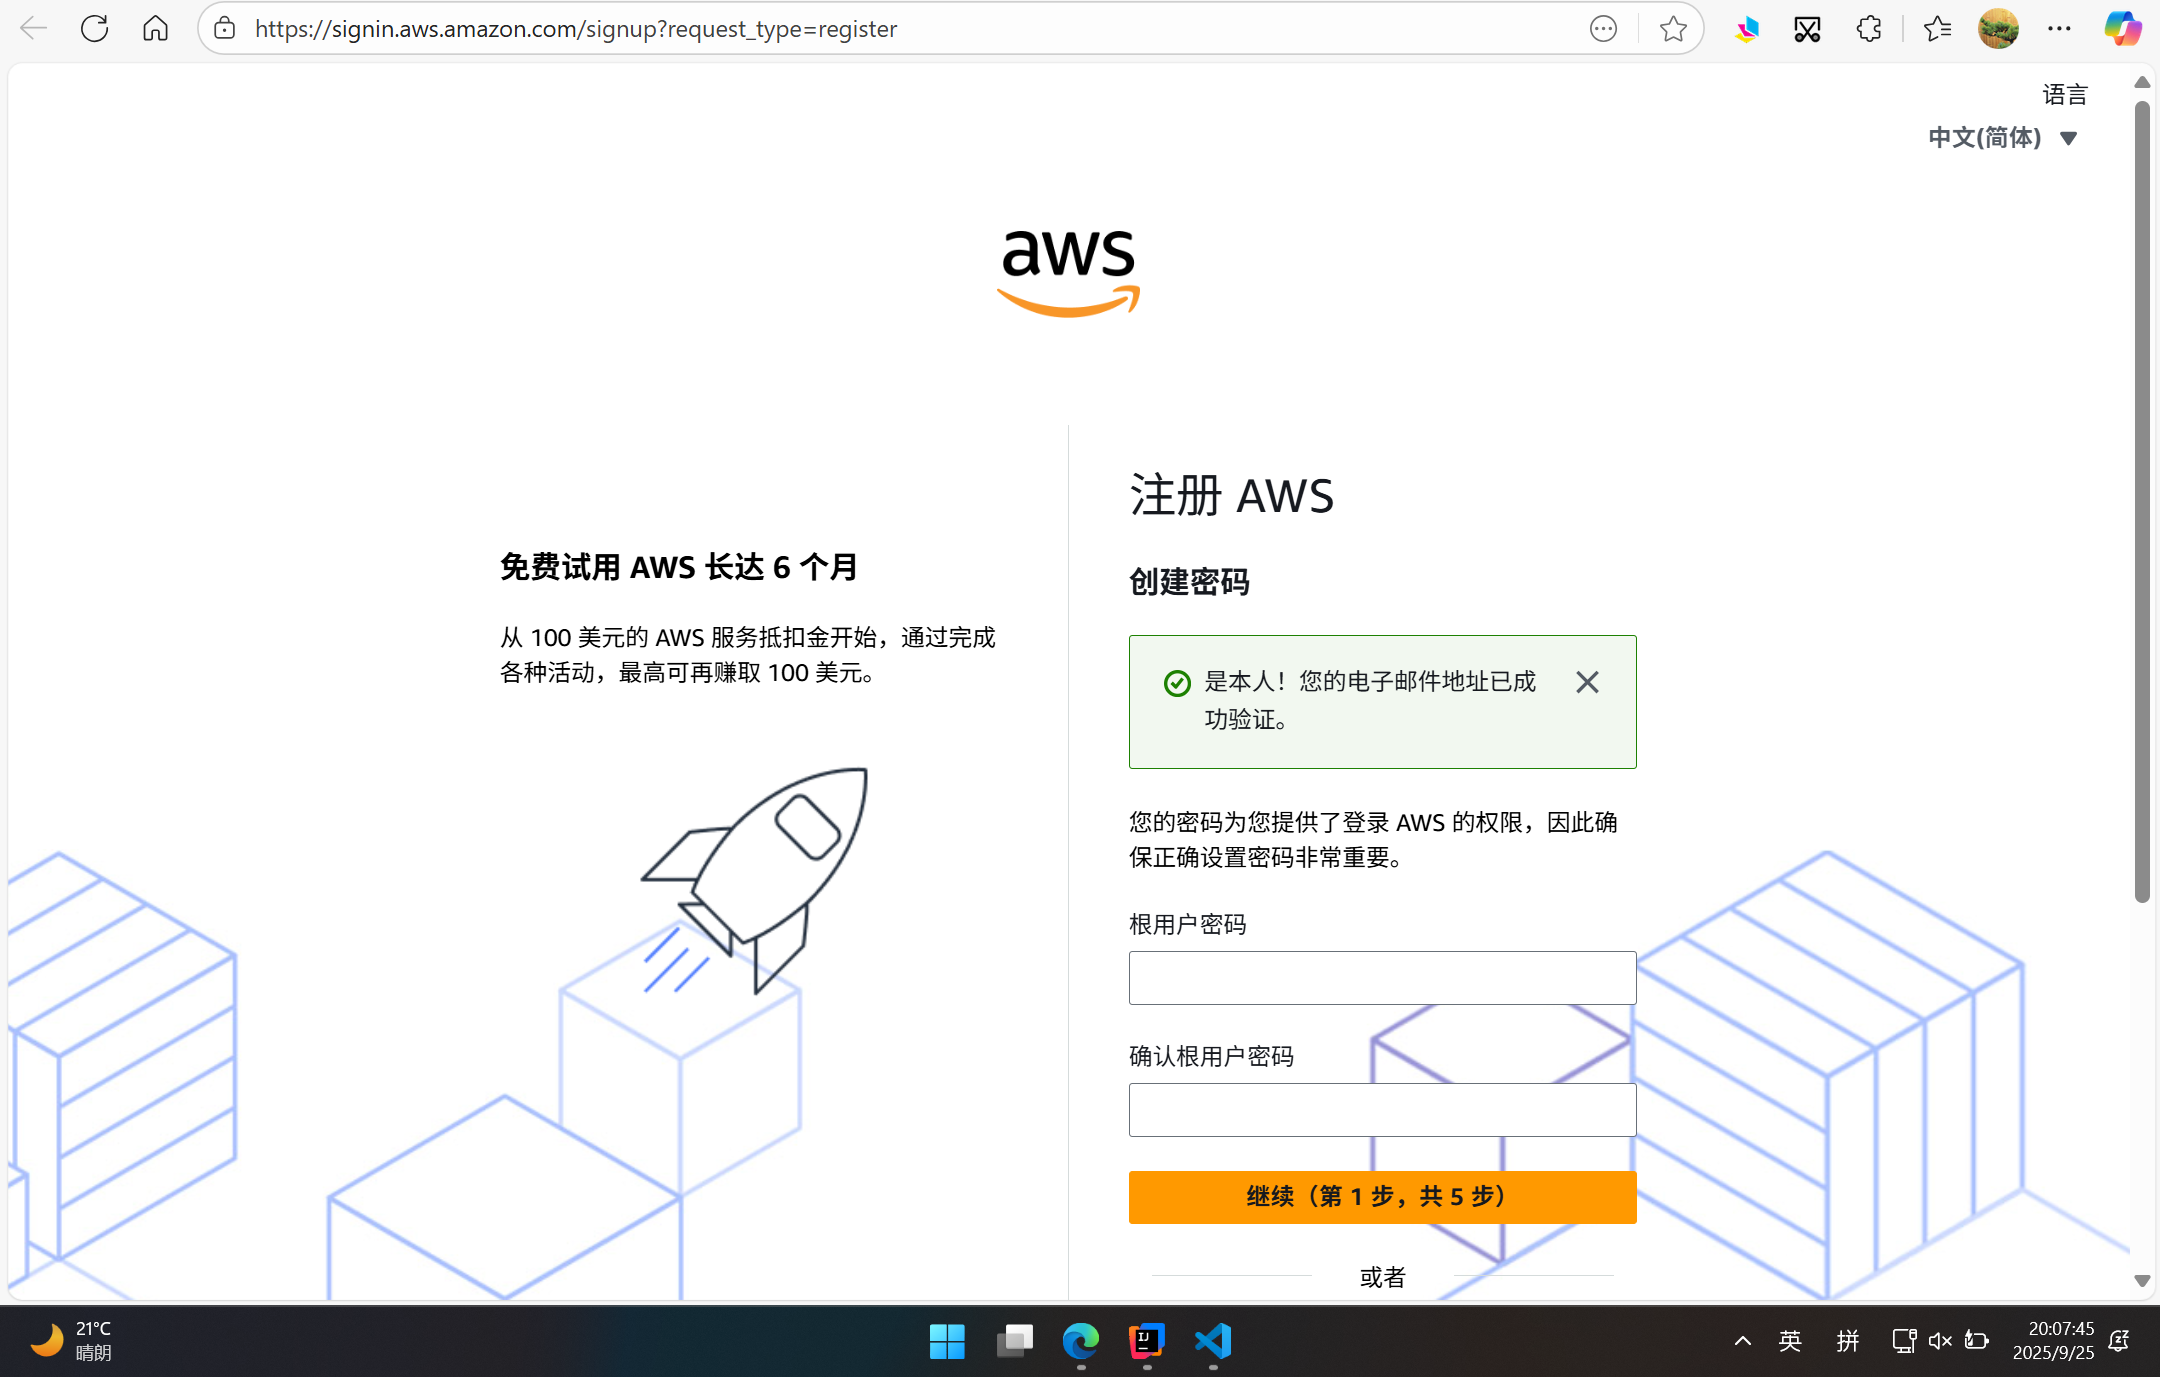 https://signin.aws.amazon.com/signup?request_type=register
语言
中文(简体)
aws
免费试用 AWS 长达 6 个月
从 100 美元的 AWS 服务抵扣金开始，通过完成
各种活动，最高可再赚取 100 美元。
注册 AWS
创建密码
是本人！您的电子邮件地址已成
功验证。
您的密码为您提供了登录 AWS 的权限，因此确
保正确设置密码非常重要。
根用户密码
确认根用户密码
继续（第 1 步，共 5 步）
或者
21°C
晴朗
IJ
英
拼
20:07:45
2025/9/25